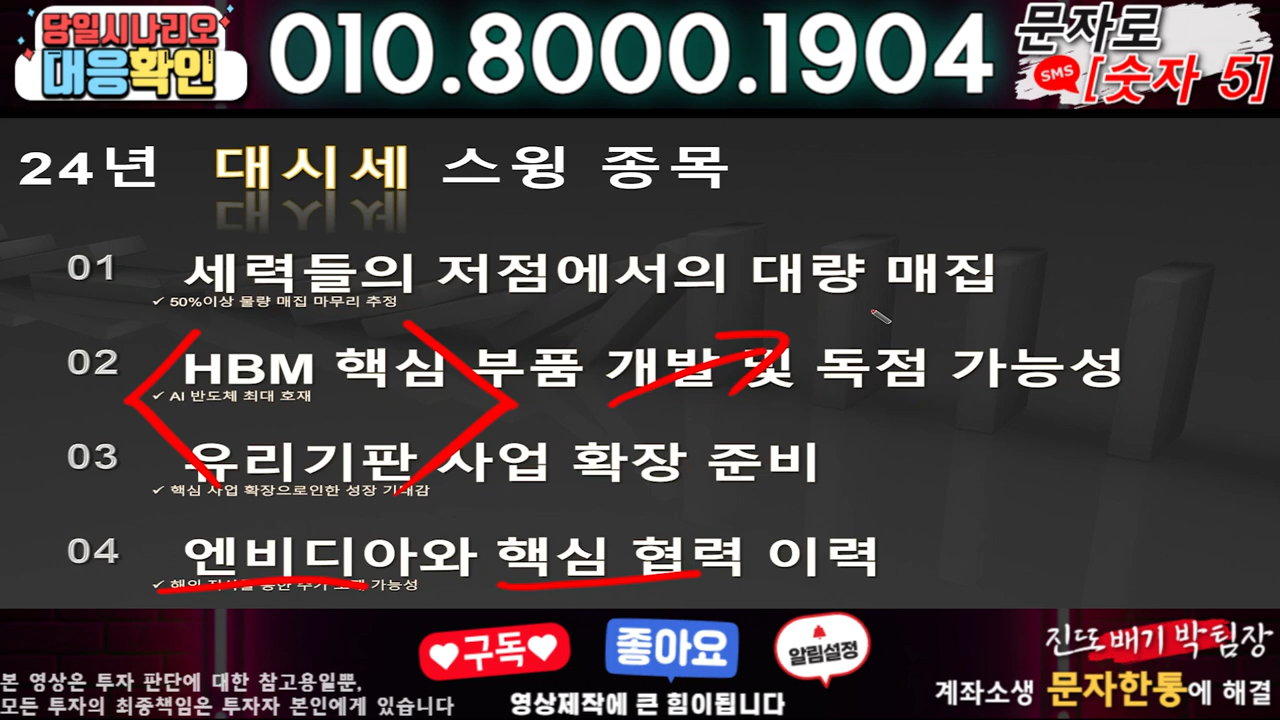 당일시나리오
대응확인
010.8000.1904
문자로
SMS [숫자 5]
24년 대시세 스윙 종목
01 세력들의 저점에서의 대량 매집
✓ 50%이상 물량 매집 마무리 추정
02 HBM 핵심 부품 개발 및 독점 가능성
✓ AI 반도체 최대 호재
03 유리기판 사업 확장 준비
✓ 핵심 사업 확장으로인한 성장 기대감
04 엔비디아와 핵심 협력 이력
✓ 가능성
구독
좋아요
알림설정
영상제작에 큰 힘이됩니다
본 영상은 투자 판단에 대한 참고용일뿐,
모든 투자의 최종책임은 투자자 본인에게 있습니다
진또배기 박팀장
계좌소생 문자한통에 해결